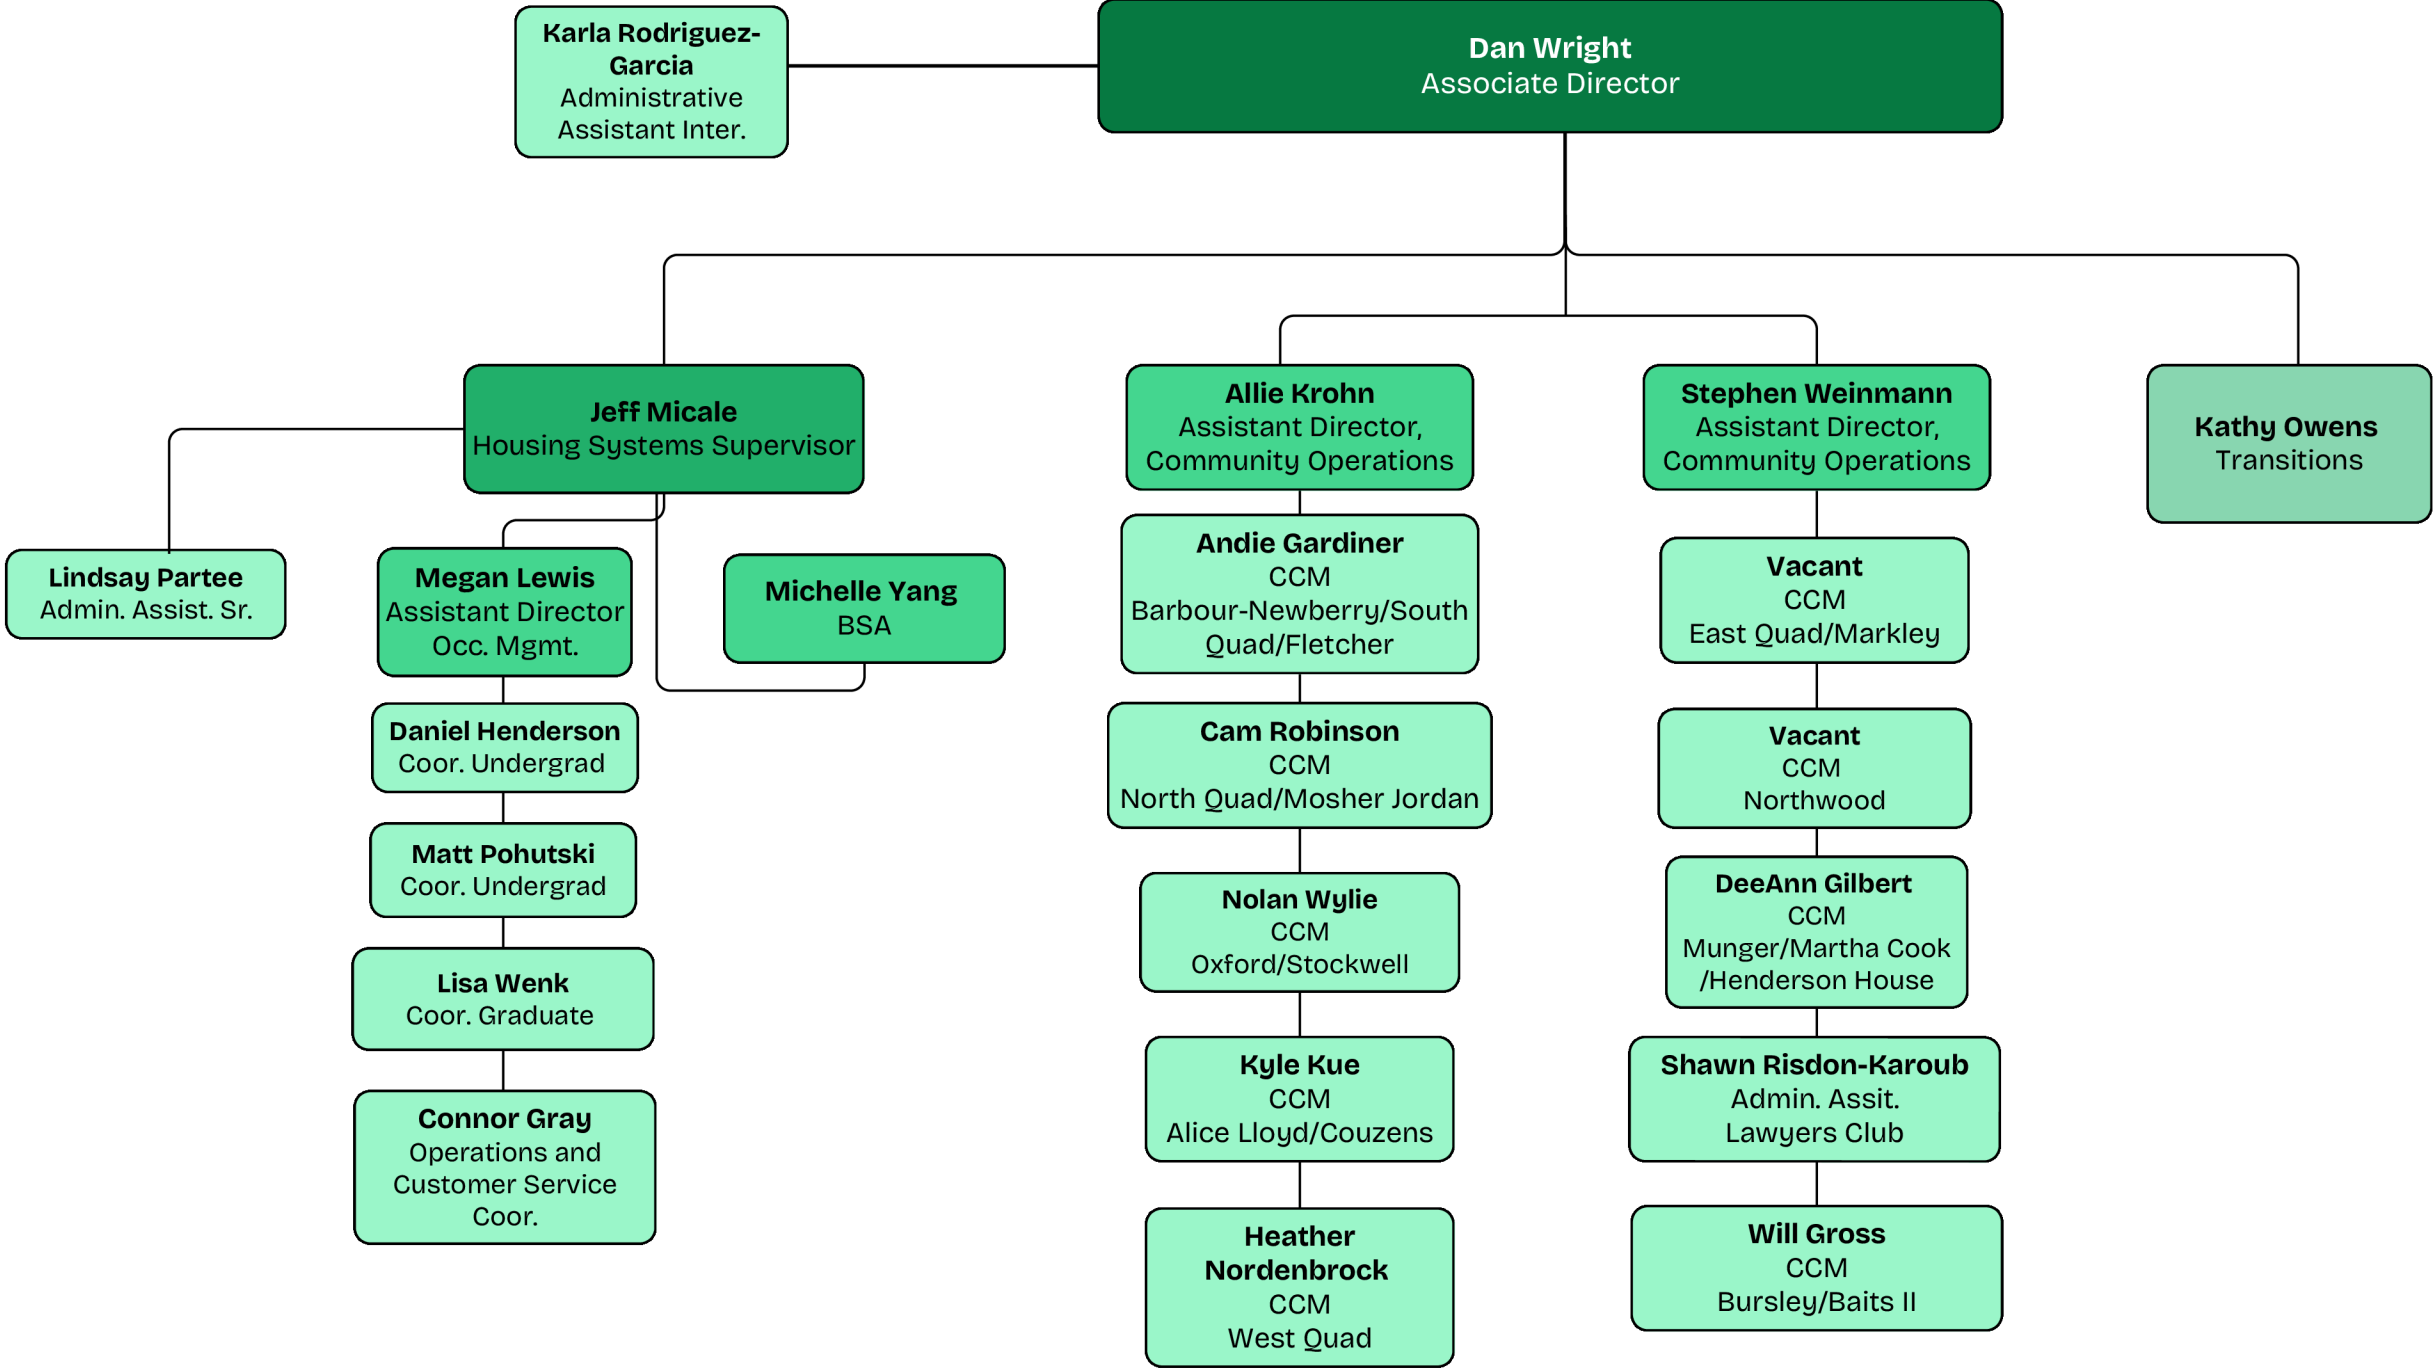 Karla Rodriguez-
Garcia
Administrative
Assistant Inter.
Dan Wright
Associate Director
Jeff Micale
Housing Systems Supervisor
Lindsay Partee
Admin. Assist. Sr.
Megan Lewis
Assistant Director
Occ. Mgmt.
Michelle Yang
BSA
Daniel Henderson
Coor. Undergrad
Matt Pohutski
Coor. Undergrad
Lisa Wenk
Coor. Graduate
Connor Gray
Operations and
Customer Service
Coor.
Allie Krohn
Assistant Director,
Community Operations
Andie Gardiner
CCM
Barbour-Newberry/South
Quad/Fletcher
Cam Robinson
CCM
North Quad/Mosher Jordan
Nolan Wylie
CCM
Oxford/Stockwell
Kyle Kue
CCM
Alice Lloyd/Couzens
Heather
Nordenbrock
CCM
West Quad
Stephen Weinmann
Assistant Director,
Community Operations
Vacant
CCM
East Quad/Markley
Vacant
CCM
Northwood
DeeAnn Gilbert
CCM
Munger/Martha Cook
/Henderson House
Shawn Risdon-Karoub
Admin. Assit.
Lawyers Club
Will Gross
CCM
Bursley/Baits II
Kathy Owens
Transitions